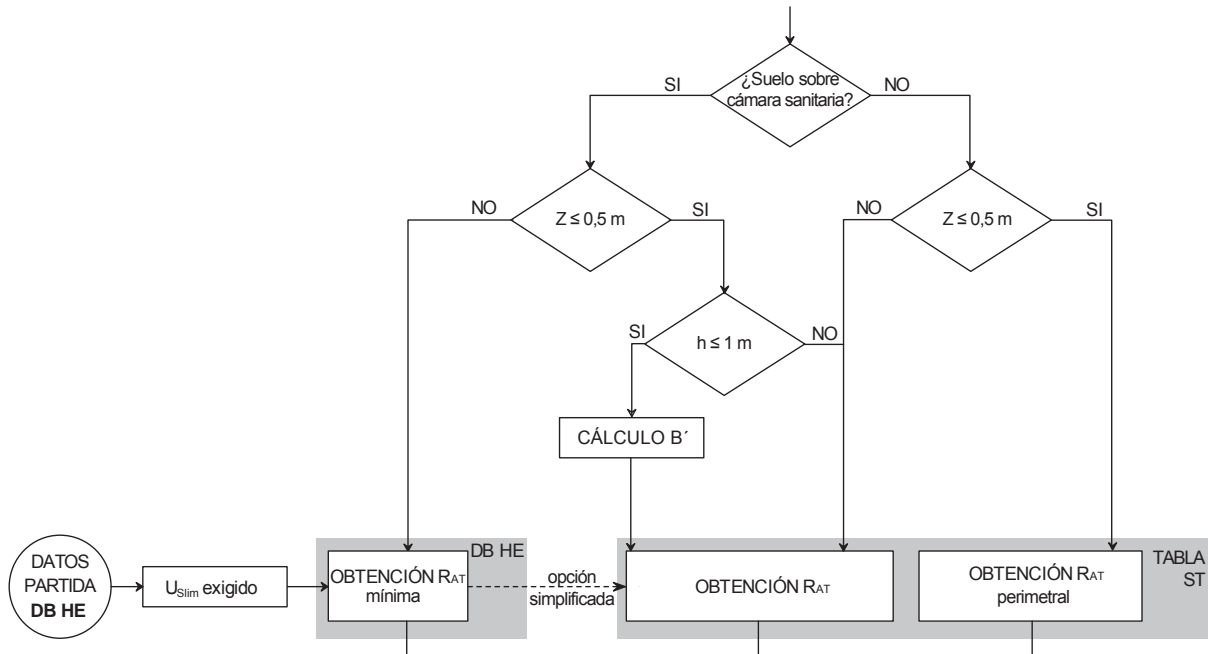 ¿Suelo sobre
cámara sanitaria?
SI
NO
Z ≤ 0,5 m
NO
SI
Z ≤ 0,5 m
NO
SI
h ≤ 1 m
SI
NO
CÁLCULO B´
DATOS
PARTIDA
DB HE
USlim exigido
DB HE
OBTENCIÓN RAT
mínima
opción
simplificada
OBTENCIÓN RAT
OBTENCIÓN RAT
perimetral
TABLA
ST